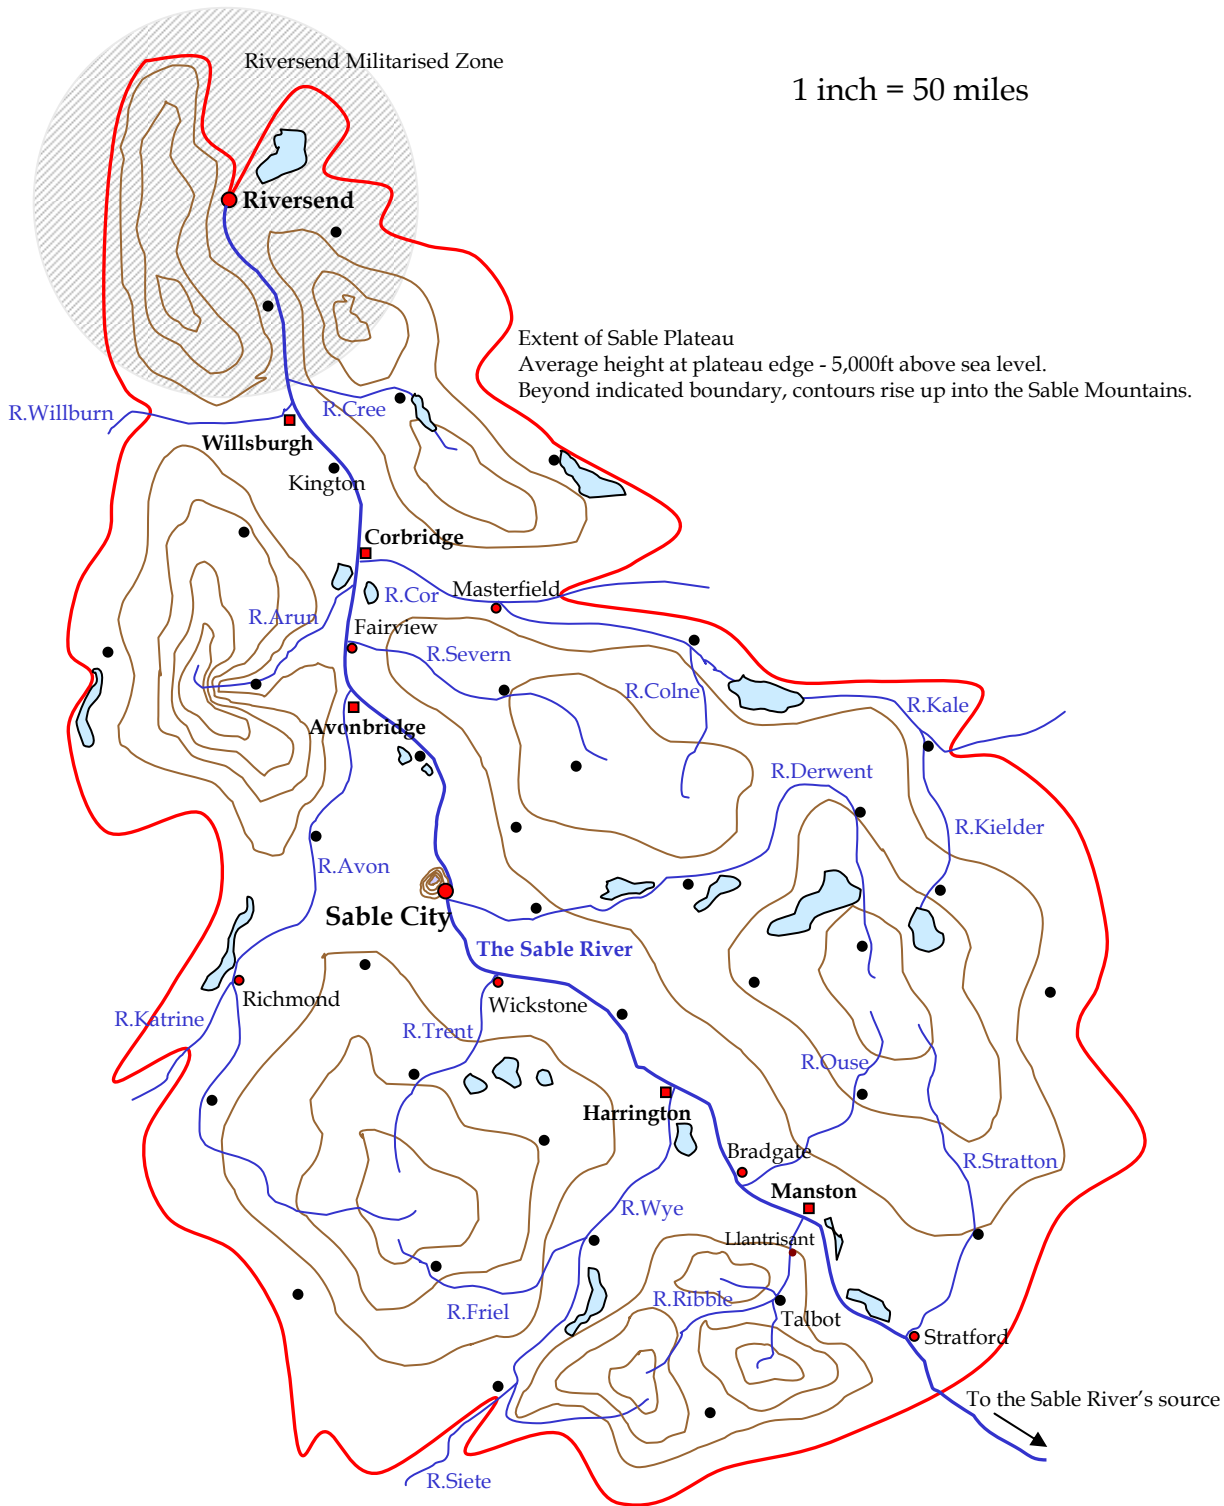 Riversend Militarised Zone
1 inch = 50 miles
Riversend
Extent of Sable Plateau
Average height at plateau edge - 5,000ft above sea level.
Beyond indicated boundary, contours rise up into the Sable Mountains.
R.Willburn
R.Cree
Willsburgh
Kington
Corbridge
Masterfield
R.Cor
R.Arun
Fairview
R.Severn
R.Colne
R.Kale
Avonbridge
R.Derwent
R.Kielder
R.Avon
Sable City
The Sable River
Richmond
Wickstone
R.Katrine
R.Trent
R.Ouse
Harrington
Bradgate
R.Stratton
Manston
R.Wye
Llantrisant
R.Ribble
R.Friel
Talbot
Stratford
To the Sable River's source
R.Siete